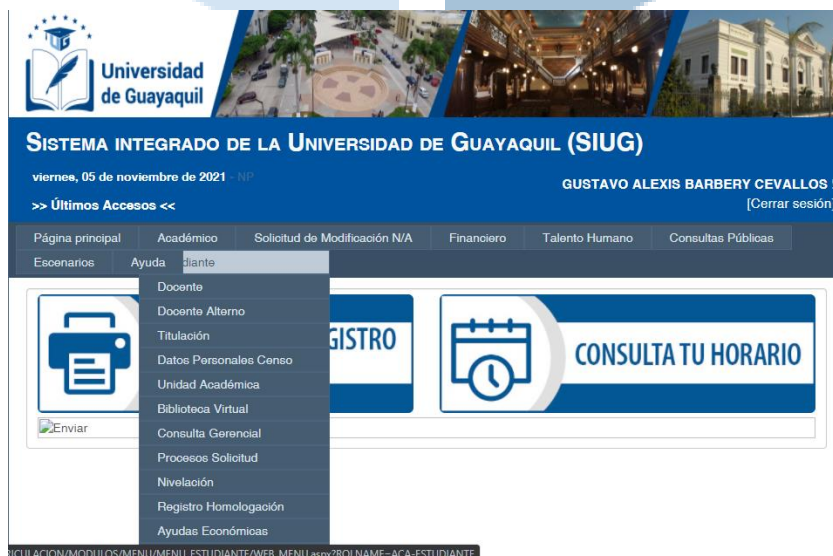 Universidad
de Guayaquil
SISTEMA INTEGRADO DE LA UNIVERSIDAD DE GUAYAQUIL (SIUG)
viernes, 05 de noviembre de 2021 - NP
GUSTAVO ALEXIS BARBERY CEVALLOS
>> Últimos Accesos <<
[Cerrar sesión]
Página principal Académico Solicitud de Modificación N/A Financiero Talento Humano Consultas Públicas
Escenarios Ayuda diante
Docente
Docente Alterno
Titulación
Datos Personales Censo
Unidad Académica
Biblioteca Virtual
Consulta Gerencial
Procesos Solicitud
Nivelación
Registro Homologación
Ayudas Económicas
GISTRO
CONSULTA TU HORARIO
Enviar
RICULACION/MODULOS/MENU/MENU_ESTUDIANTE/WEB_MENU.aspx?ROLNAME=ACA-ESTUDIANTE